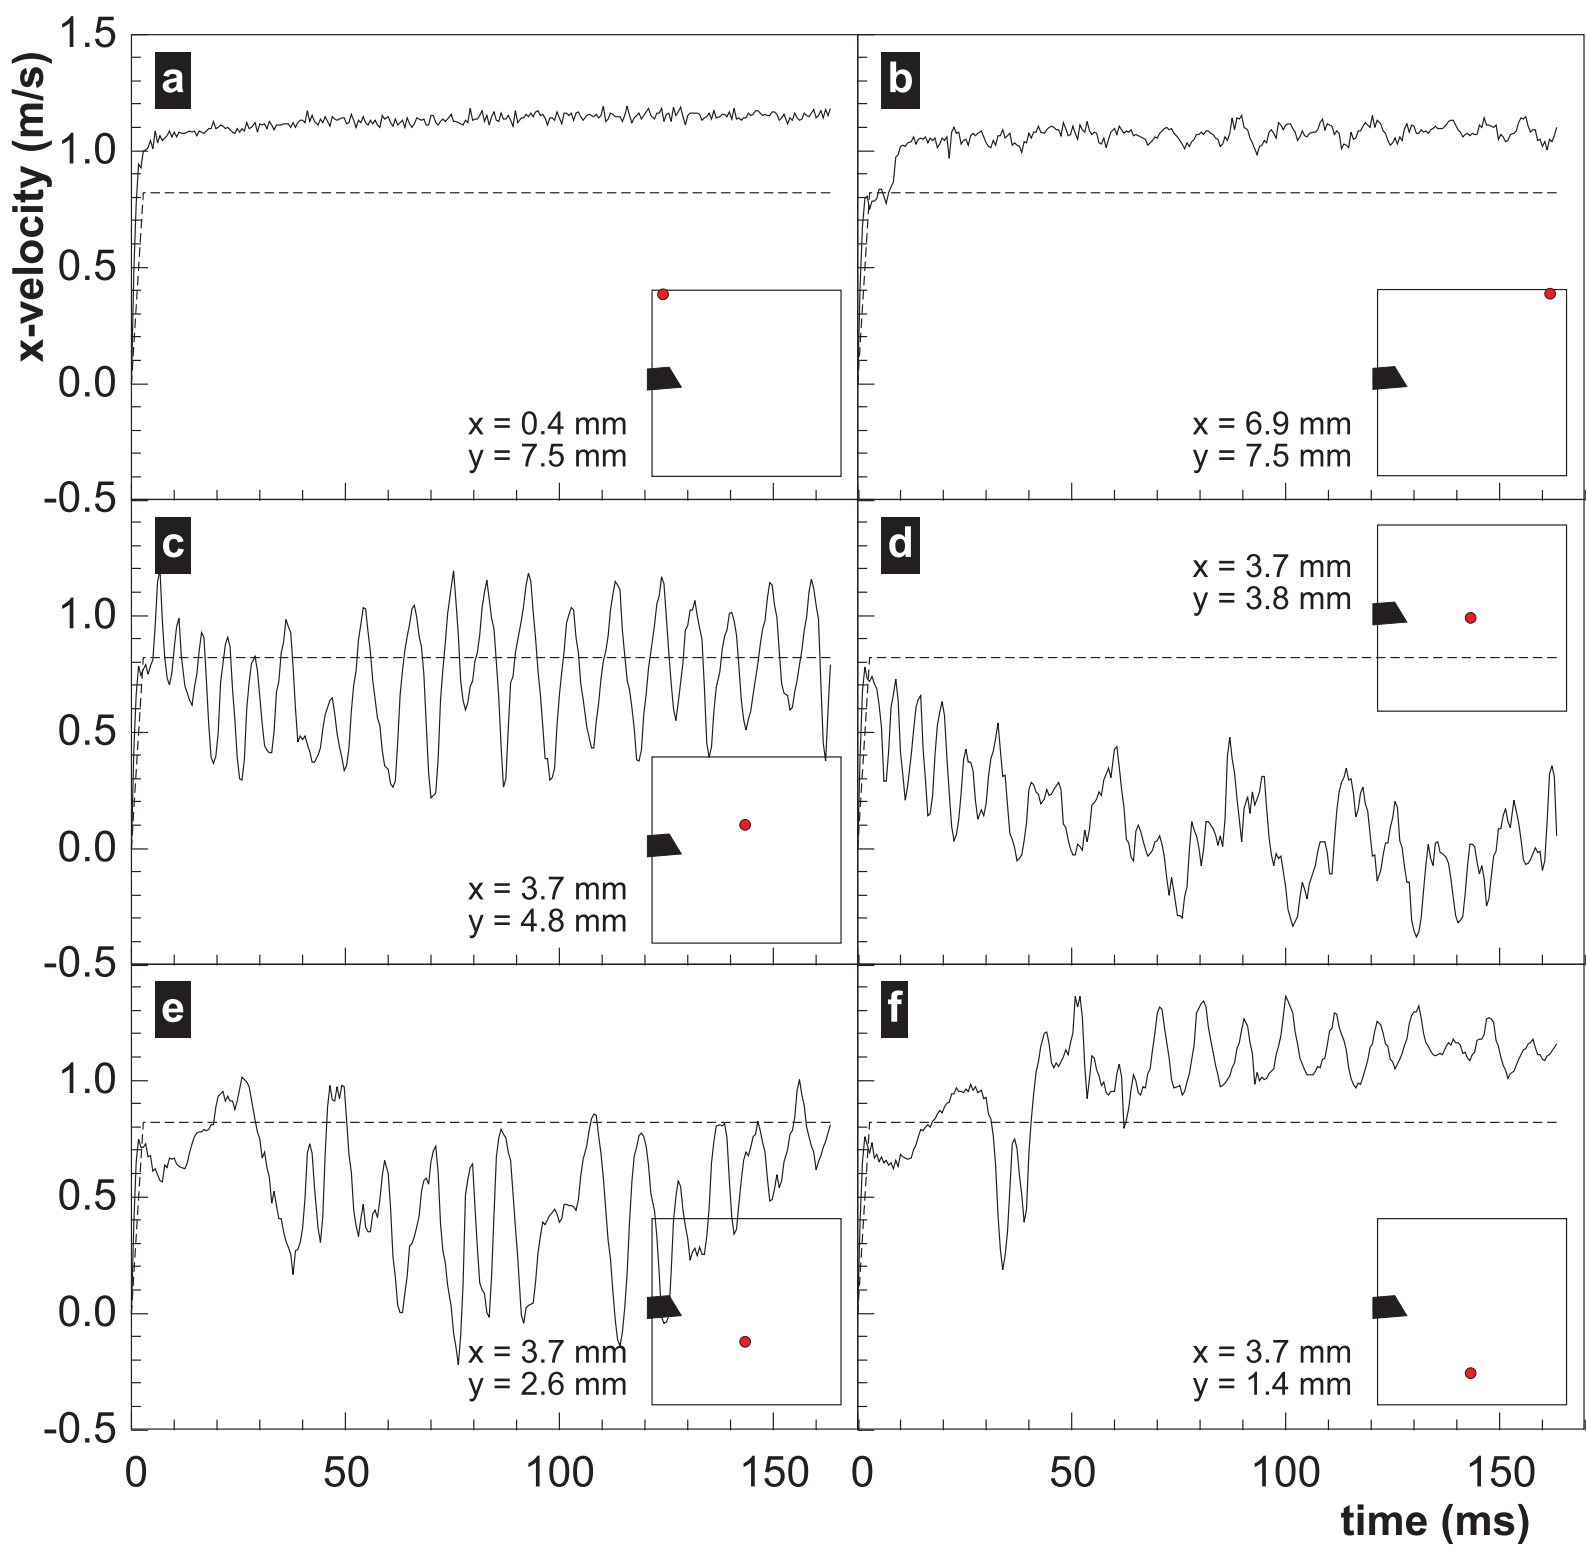 x-velocity (m/s)
1.5
1.0
0.5
0.0
-0.5
a
x = 0.4 mm
y = 7.5 mm
b
x = 6.9 mm
y = 7.5 mm
1.0
0.5
0.0
-0.5
c
x = 3.7 mm
y = 4.8 mm
d
x = 3.7 mm
y = 3.8 mm
1.0
0.5
0.0
-0.5
e
x = 3.7 mm
y = 2.6 mm
f
x = 3.7 mm
y = 1.4 mm
0 50 100 150 0 50 100 150
time (ms)